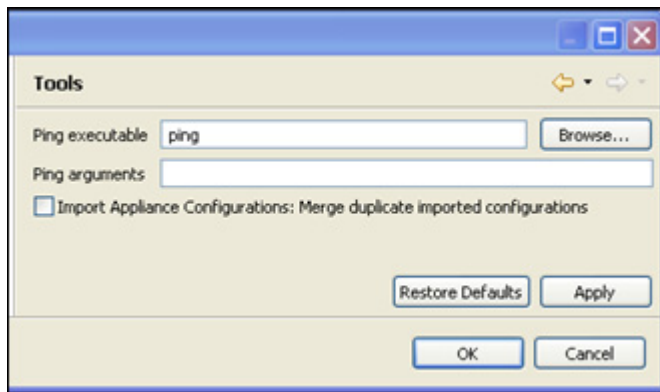 Tools
Ping executable ping Browse...
Ping arguments
Import Appliance Configurations: Merge duplicate imported configurations
Restore Defaults Apply
OK Cancel